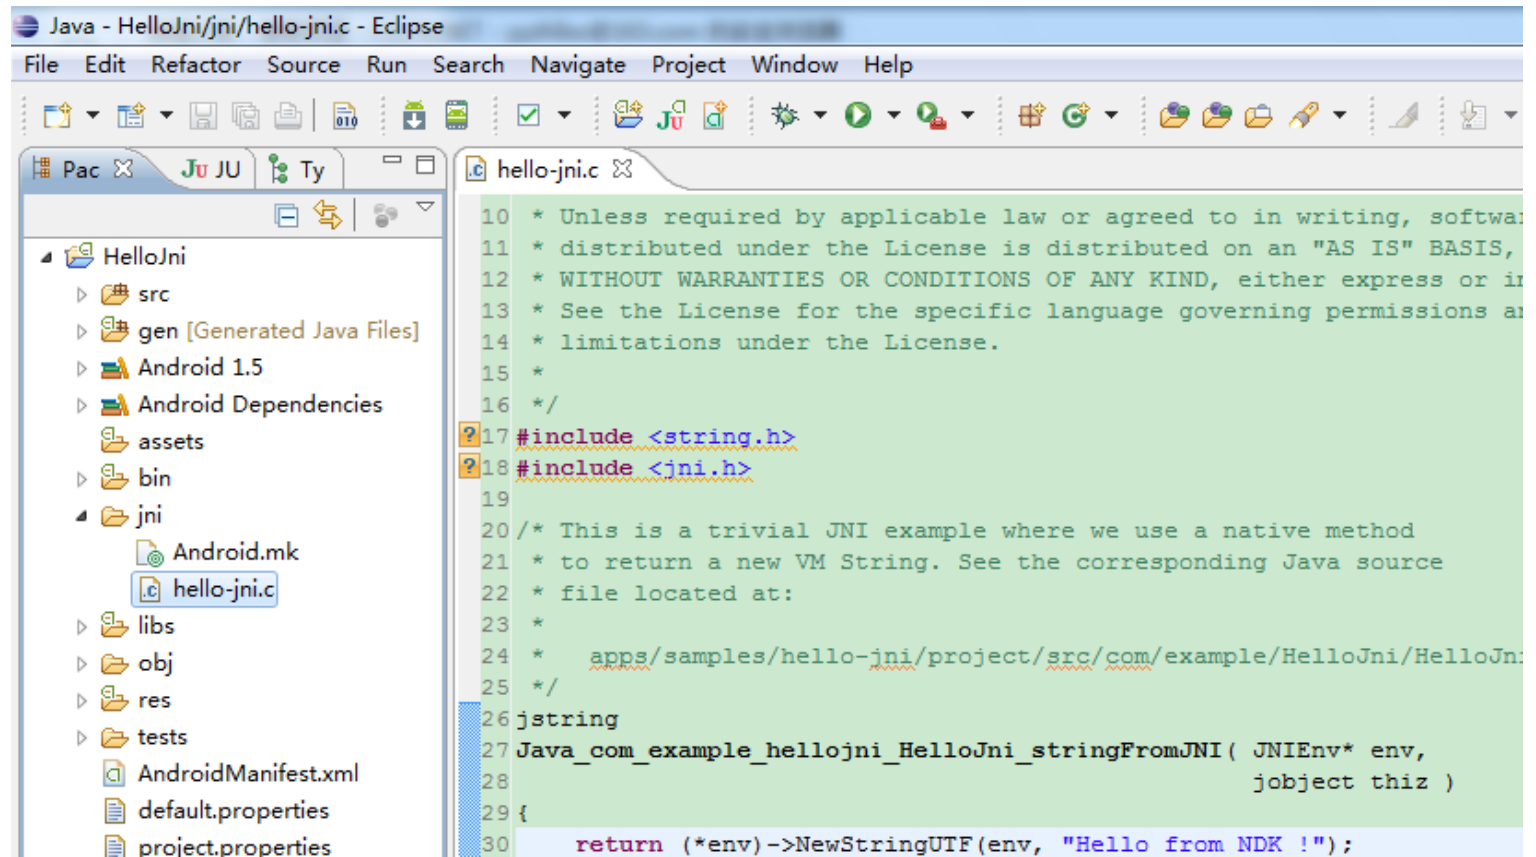 Java - HelloJni/jni/hello-jni.c - Eclipse
File Edit Refactor Source Run Search Navigate Project Window Help
Pac JU JU Ty
hello-jni.c
HelloJni
src
gen [Generated Java Files]
Android 1.5
Android Dependencies
assets
bin
jni
Android.mk
hello-jni.c
libs
obj
res
tests
AndroidManifest.xml
default.properties
project.properties
10 * Unless required by applicable law or agreed to in writing, softwar
11 * distributed under the License is distributed on an "AS IS" BASIS,
12 * WITHOUT WARRANTIES OR CONDITIONS OF ANY KIND, either express or im
13 * See the License for the specific language governing permissions an
14 * limitations under the License.
15 *
16 */
17 #include <string.h>
18 #include <jni.h>
19
20 /* This is a trivial JNI example where we use a native method
21 * to return a new VM String. See the corresponding Java source
22 * file located at:
23 *
24 * apps/samples/hello-jni/project/src/com/example/HelloJni/HelloJni
25 */
26 jstring
27 Java_com_example_hellojni_HelloJni_stringFromJNI( JNIEnv* env,
28 jobject thiz )
29 {
30 return (*env)->NewStringUTF(env, "Hello from NDK !");